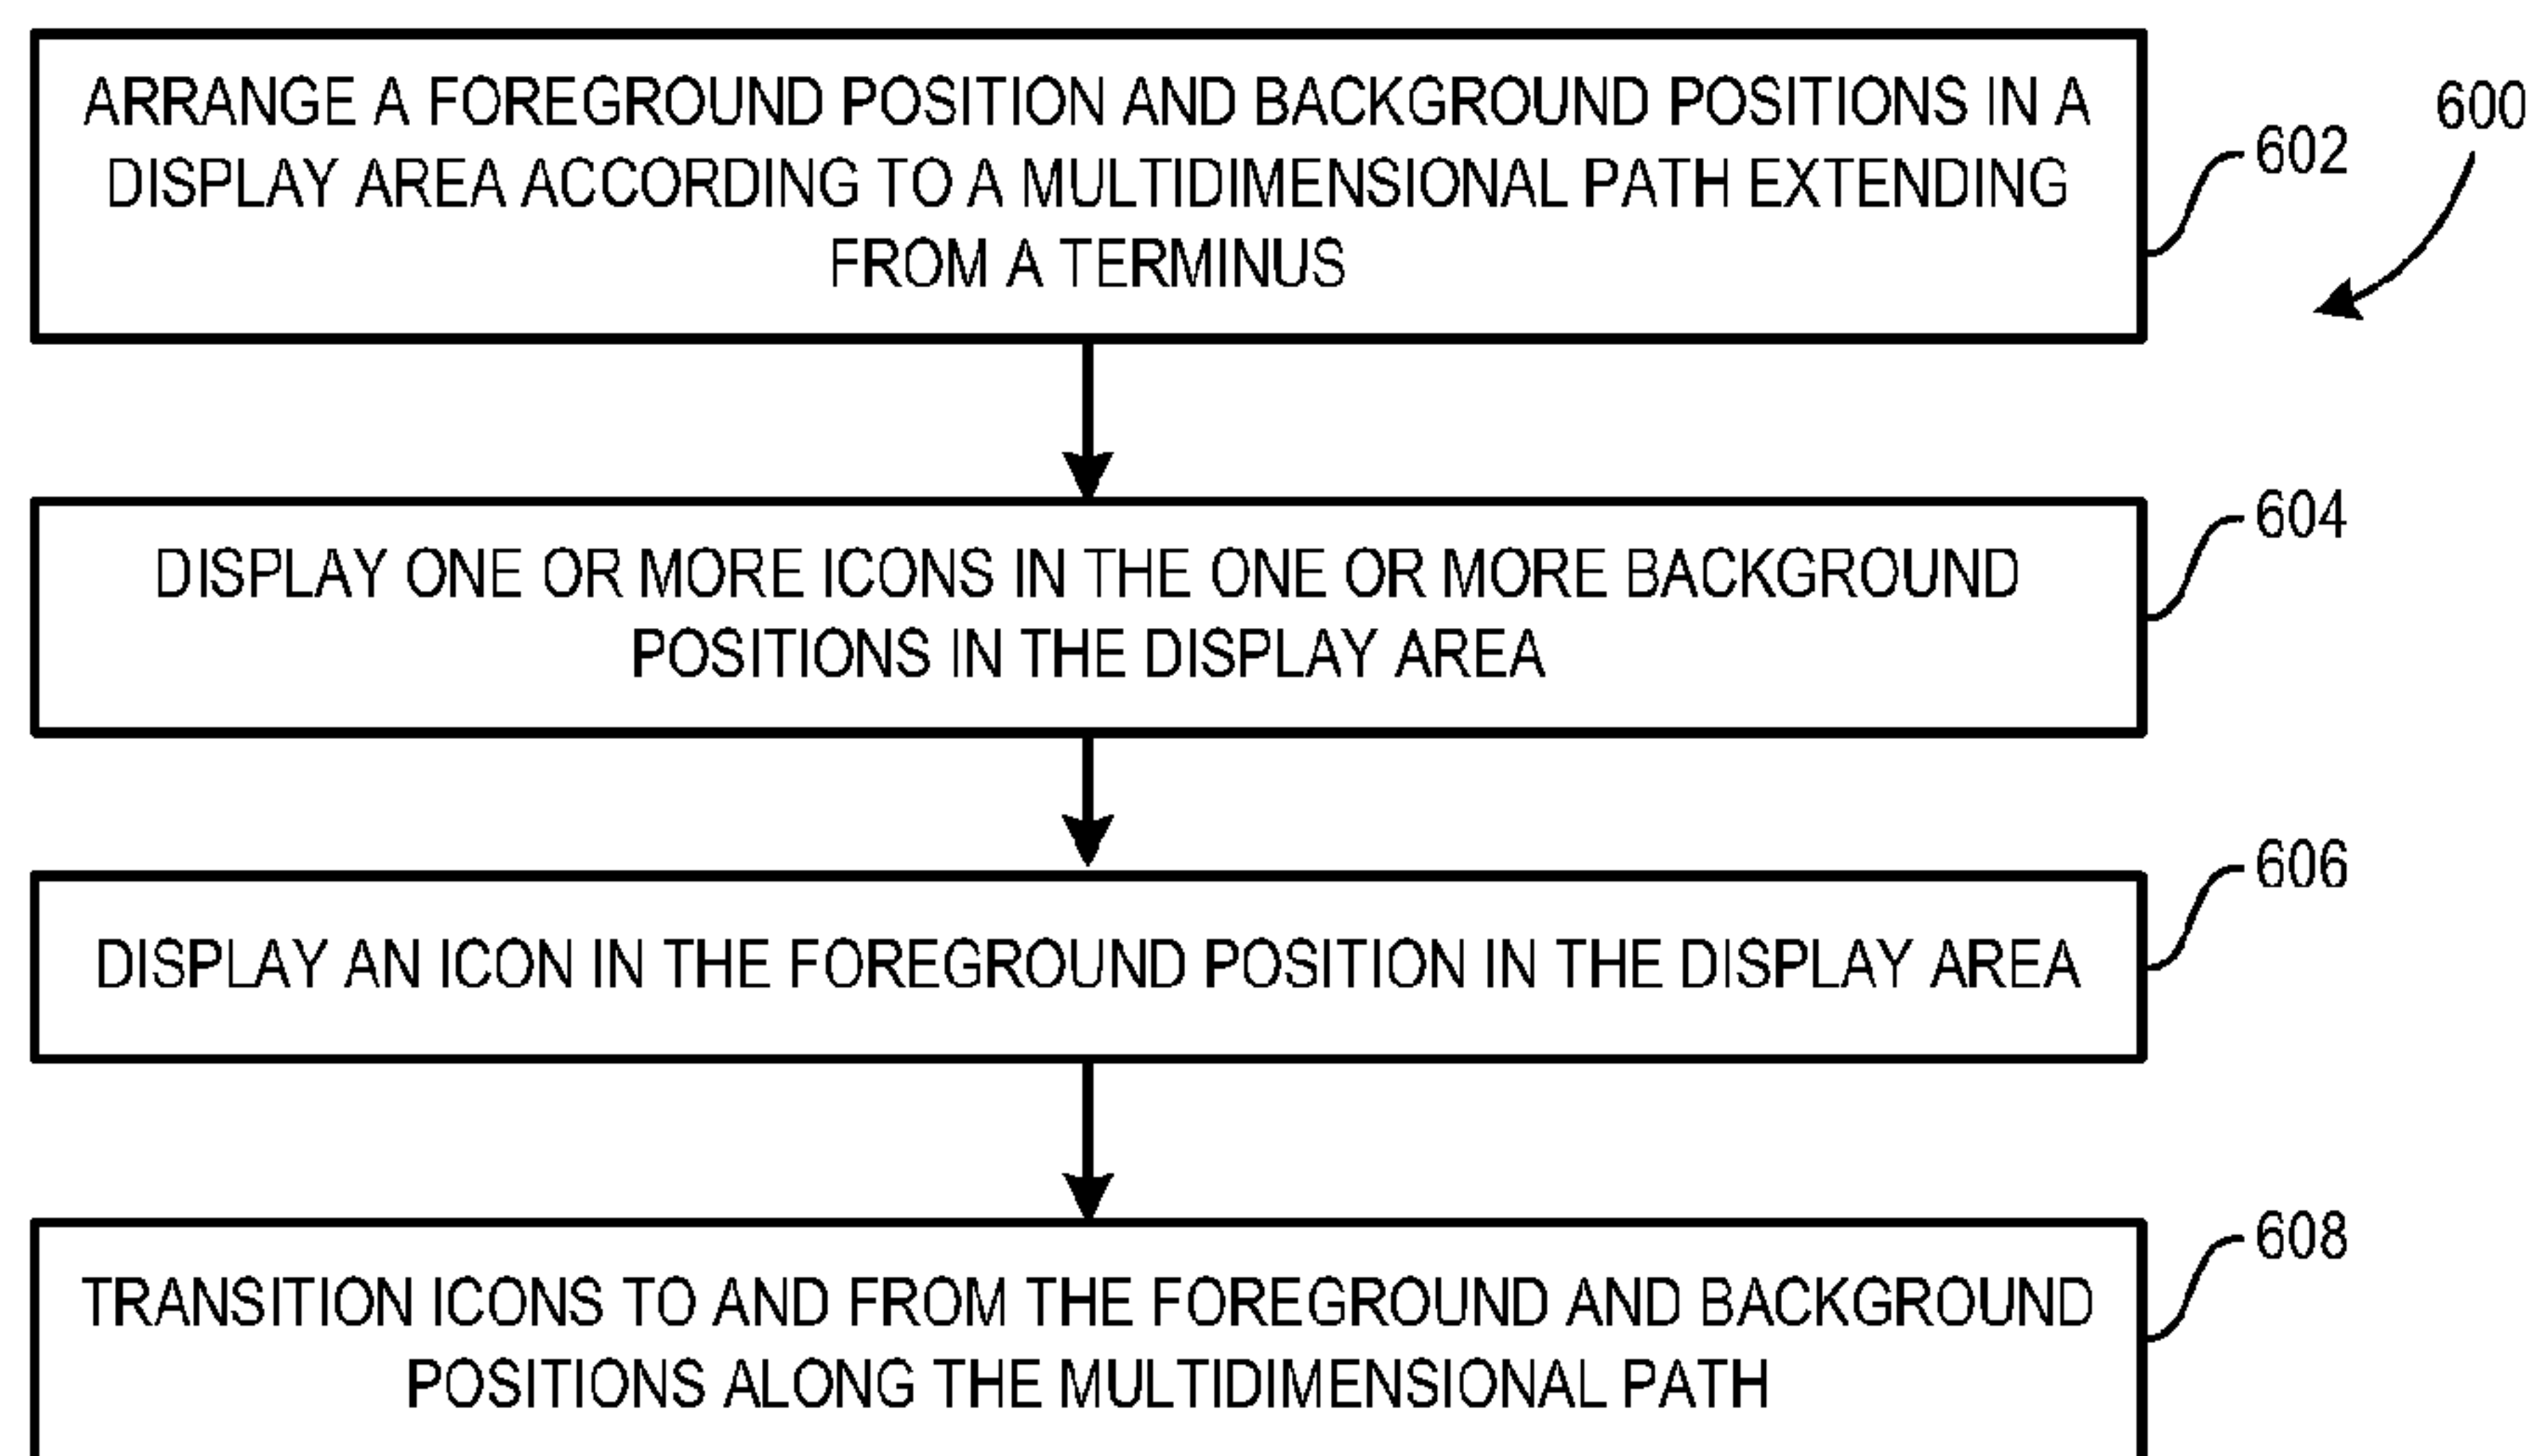 ARRANGE A FOREGROUND POSITION AND BACKGROUND POSITIONS IN A
DISPLAY AREA ACCORDING TO A MULTIDIMENSIONAL PATH EXTENDING
FROM A TERMINUS
602
600
DISPLAY ONE OR MORE ICONS IN THE ONE OR MORE BACKGROUND
POSITIONS IN THE DISPLAY AREA
604
DISPLAY AN ICON IN THE FOREGROUND POSITION IN THE DISPLAY AREA
606
TRANSITION ICONS TO AND FROM THE FOREGROUND AND BACKGROUND
POSITIONS ALONG THE MULTIDIMENSIONAL PATH
608